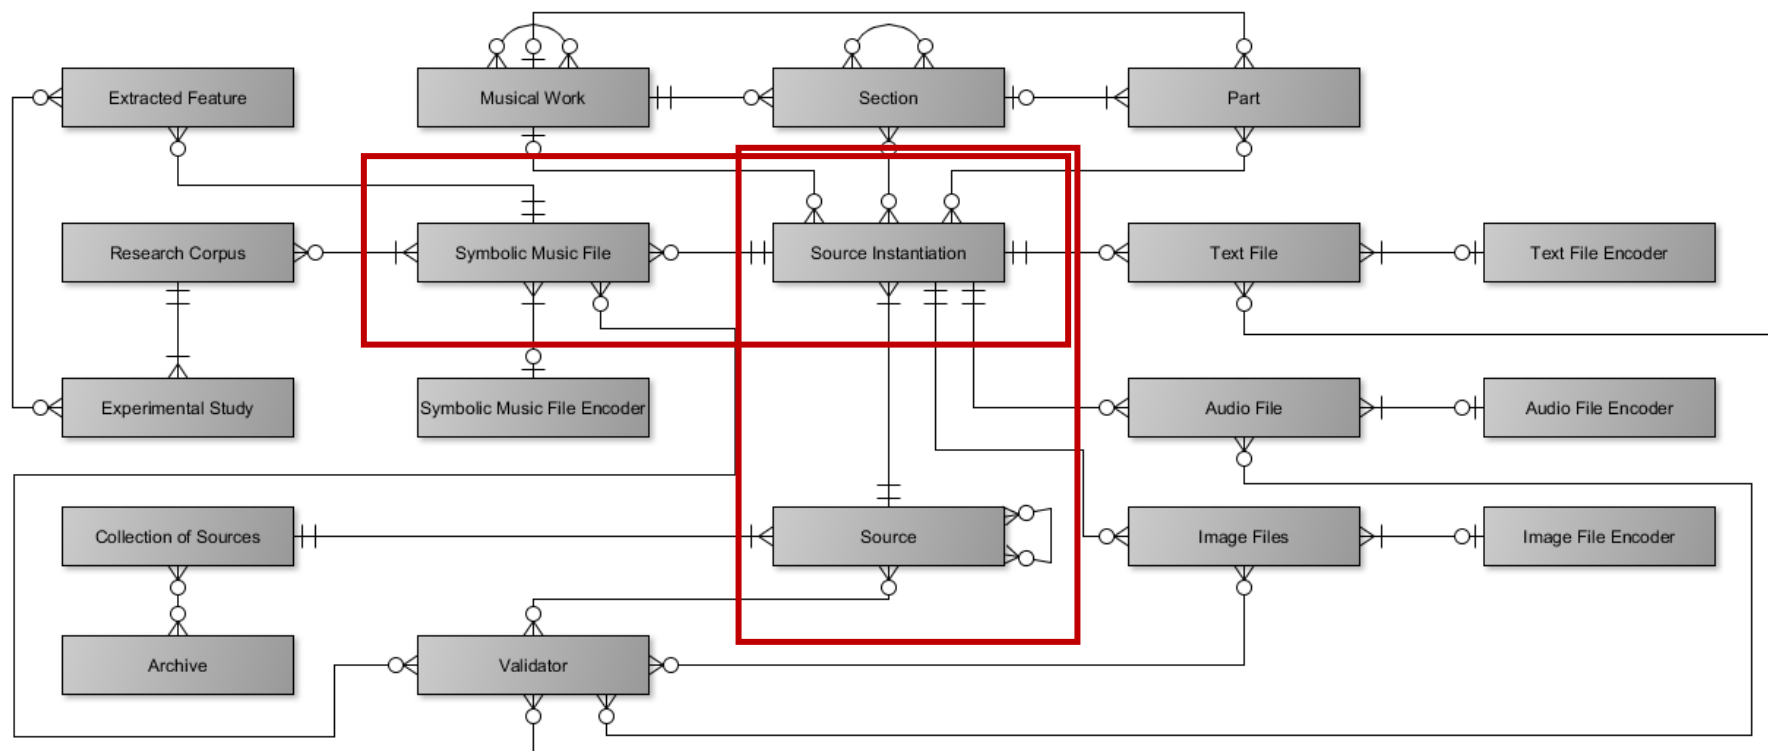 Extracted Feature
Musical Work
Section
Part
Research Corpus
Symbolic Music File
Source Instantiation
Text File
Text File Encoder
Experimental Study
Symbolic Music File Encoder
Audio File
Audio File Encoder
Collection of Sources
Source
Image Files
Image File Encoder
Archive
Validator